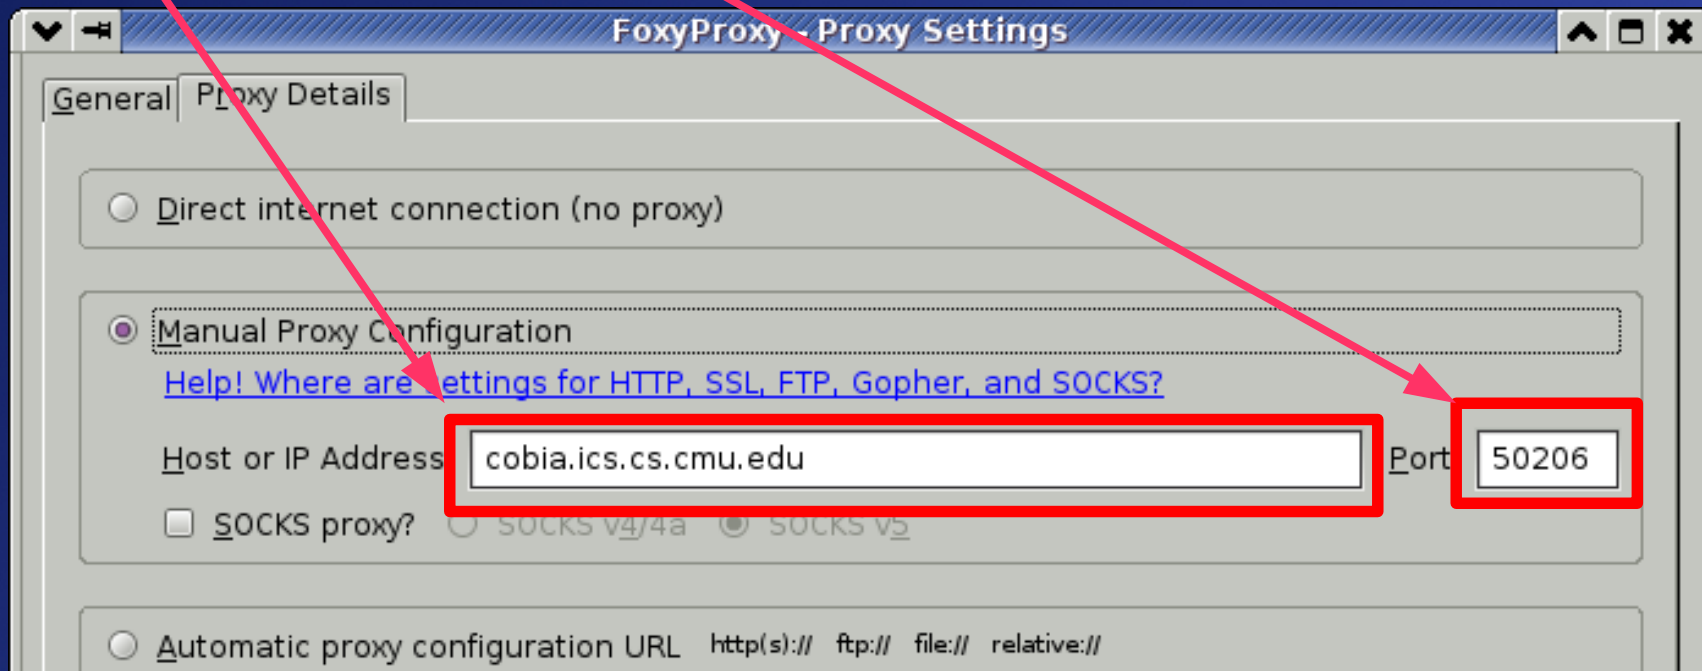 FoxyProxy - Proxy Settings
General Proxy Details
Direct internet connection (no proxy)
Manual Proxy Configuration
Help! Where are settings for HTTP, SSL, FTP, Gopher, and SOCKS?
Host or IP Address cobia.ics.cs.cmu.edu Port 50206
SOCKS proxy? SOCKS v4/4a SOCKS v5
Automatic proxy configuration URL http(s):// ftp:// file:// relative://